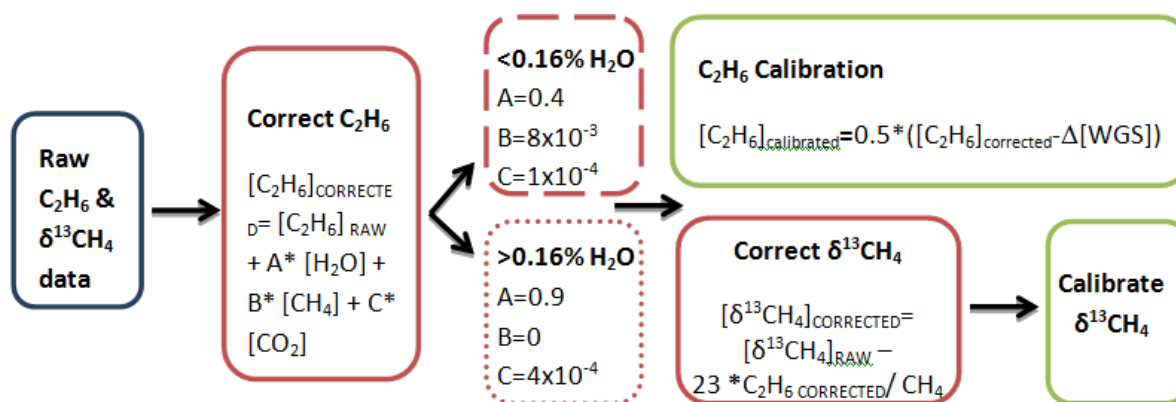 Raw
C₂H₆ &
δ¹³CH₄
data
Correct C₂H₆
[C₂H₆]CORRECTE
D= [C₂H₆] RAW
+ A* [H₂O] +
B* [CH₄] + C*
[CO₂]
<0.16% H₂O
A=0.4
B=8x10⁻³
C=1x10⁻⁴
>0.16% H₂O
A=0.9
B=0
C=4x10⁻⁴
C₂H₆ Calibration
[C₂H₆]calibrated=0.5*([C₂H₆]corrected-Δ[WGS])
Correct δ¹³CH₄
[δ¹³CH₄]CORRECTED=
[δ¹³CH₄]RAW –
23 *C₂H₆ CORRECTED/ CH₄
Calibrate
δ¹³CH₄